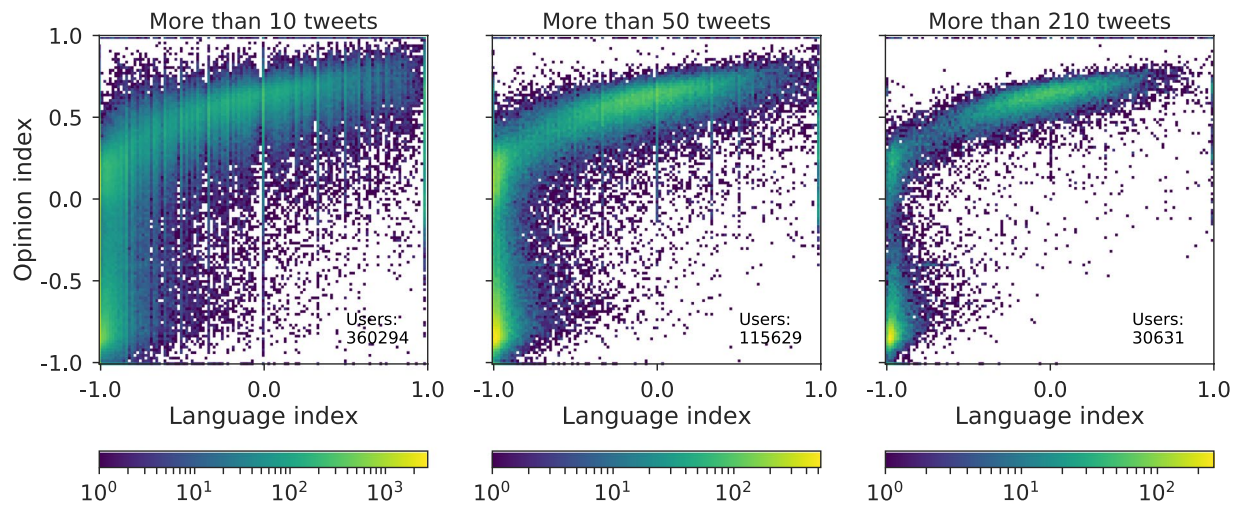 More than 10 tweets
More than 50 tweets
More than 210 tweets
Opinion index
1.0
0.5
0.0
-0.5
-1.0
Users:
360294
Users:
115629
Users:
30631
-1.0 0.0 1.0
-1.0 0.0 1.0
-1.0 0.0 1.0
Language index
Language index
Language index
10⁰ 10¹ 10² 10³
10⁰ 10¹ 10²
10⁰ 10¹ 10²